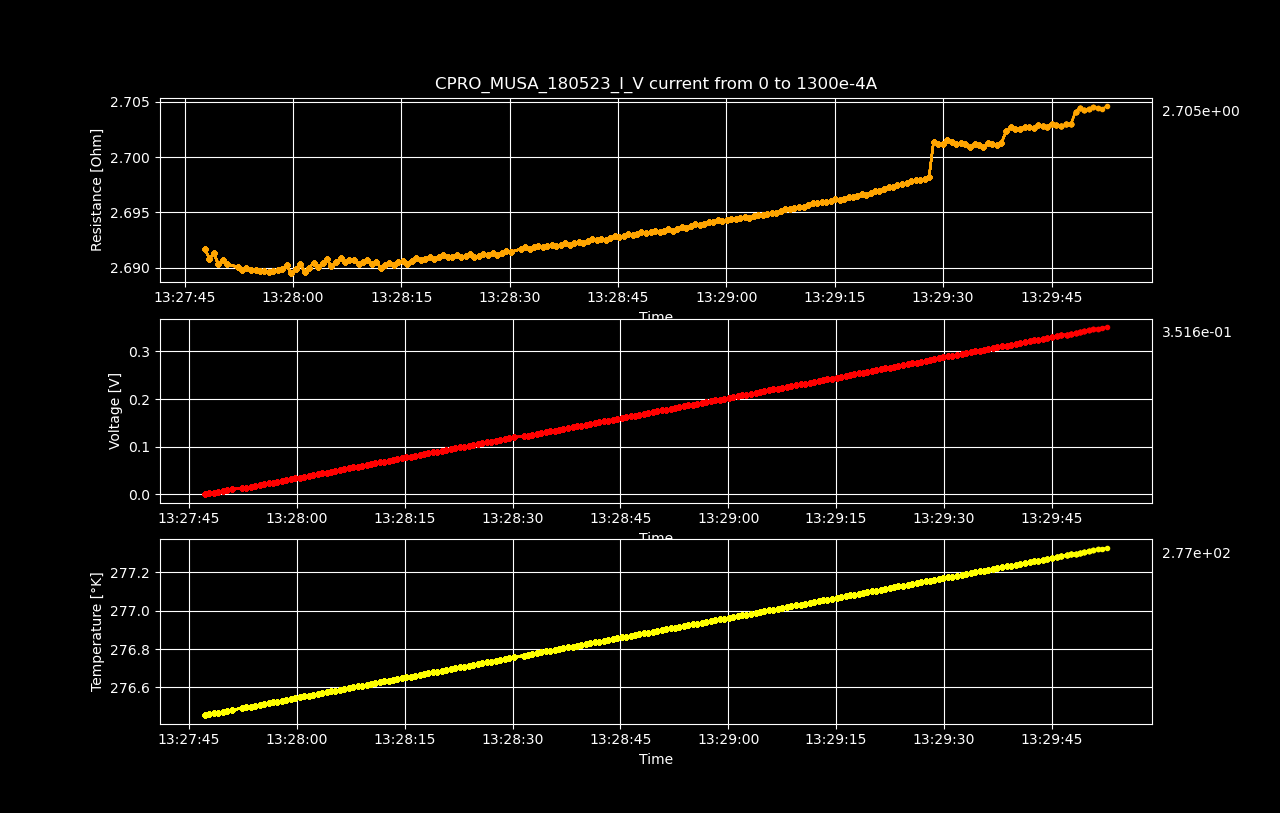 CPRO_MUSA_180523_I_V current from 0 to 1300e-4A
2.705
2.700
2.695
2.690
Resistance [Ohm]
2.705e+00
13:27:45 13:28:00 13:28:15 13:28:30 13:28:45 13:29:00 13:29:15 13:29:30 13:29:45
Time
0.3
0.2
0.1
0.0
Voltage [V]
3.516e-01
13:27:45 13:28:00 13:28:15 13:28:30 13:28:45 13:29:00 13:29:15 13:29:30 13:29:45
Time
277.2
277.0
276.8
276.6
Temperature [°K]
2.77e+02
13:27:45 13:28:00 13:28:15 13:28:30 13:28:45 13:29:00 13:29:15 13:29:30 13:29:45
Time